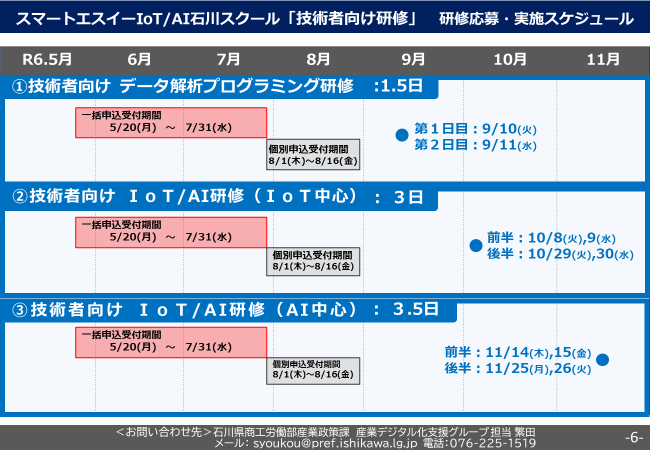 スマートエスイーIoT/AI石川スクール「技術者向け研修」　研修応募・実施スケジュール
R6.5月　6月　7月　8月　9月　10月　11月
①技術者向け データ解析プログラミング研修　:1.5日
一括申込受付期間
5/20(月)　～　7/31(水)
個別申込受付期間
8/1(木)～8/16(金)
第１日目：9/10(火)
第２日目：9/11(水)
②技術者向け　ＩｏＴ/AI研修（ＩｏＴ中心）：３日
一括申込受付期間
5/20(月)　～　7/31(水)
個別申込受付期間
8/1(木)～8/16(金)
前半：10/8(火),9(水)
後半：10/29(火),30(水)
③技術者向け　ＩｏＴ/AI研修（AI中心）：３.5日
一括申込受付期間
5/20(月)　～　7/31(水)
個別申込受付期間
8/1(木)～8/16(金)
前半：11/14(木),15(金)
後半：11/25(月),26(火)
＜お問い合わせ先＞石川県商工労働部産業政策課 産業デジタル化支援グループ 担当 繁田
メール： syoukou@pref.ishikawa.lg.jp 電話：076-225-1519
-6-